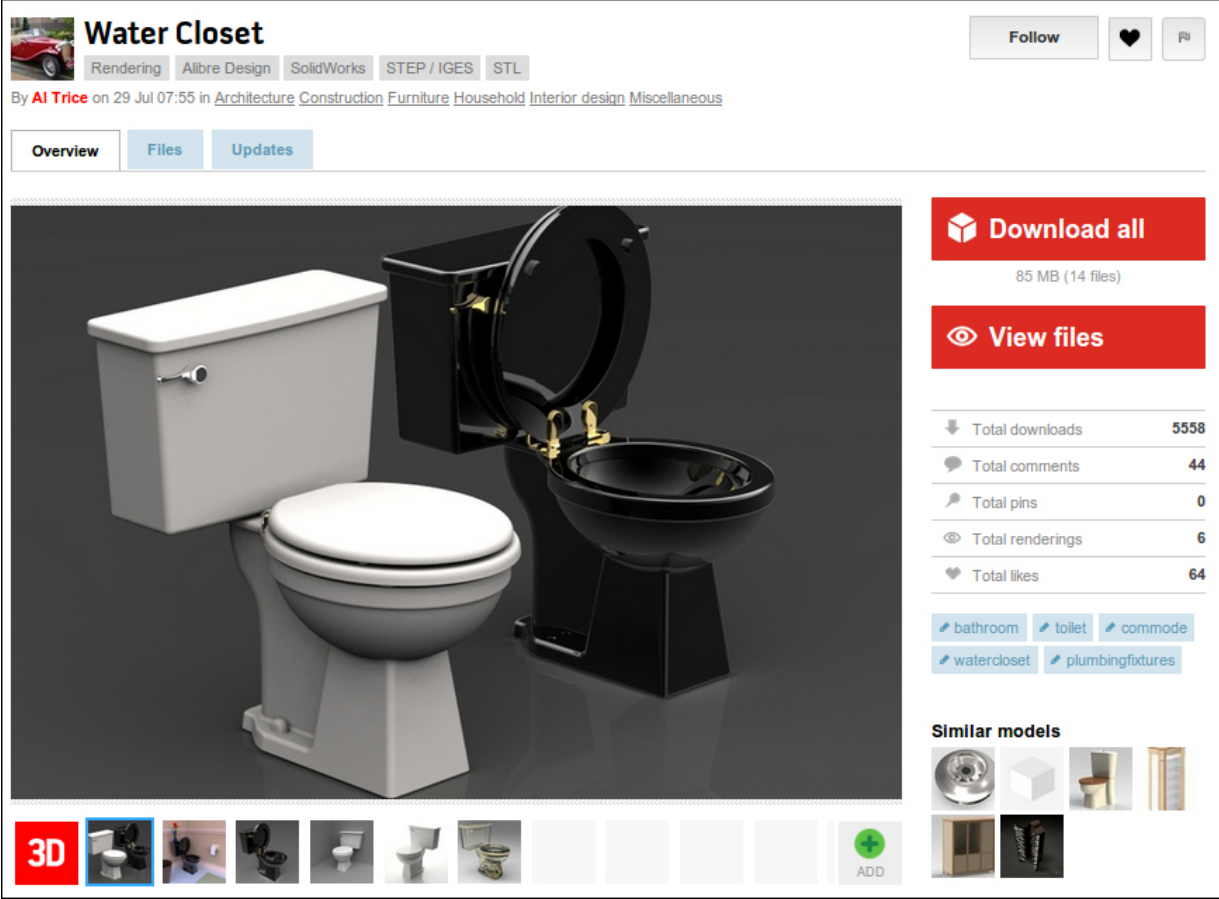 Water Closet
Follow
Rendering Alibre Design SolidWorks STEP / IGES STL
By Al Trice on 29 Jul 07:55 in Architecture Construction Furniture Household Interior design Miscellaneous
Overview Files Updates
Download all
85 MB (14 files)
View files
Total downloads 5558
Total comments 44
Total pins 0
Total renderings 6
Total likes 64
bathroom toilet commode
watercloset plumbingfixtures
Similar models
3D
ADD